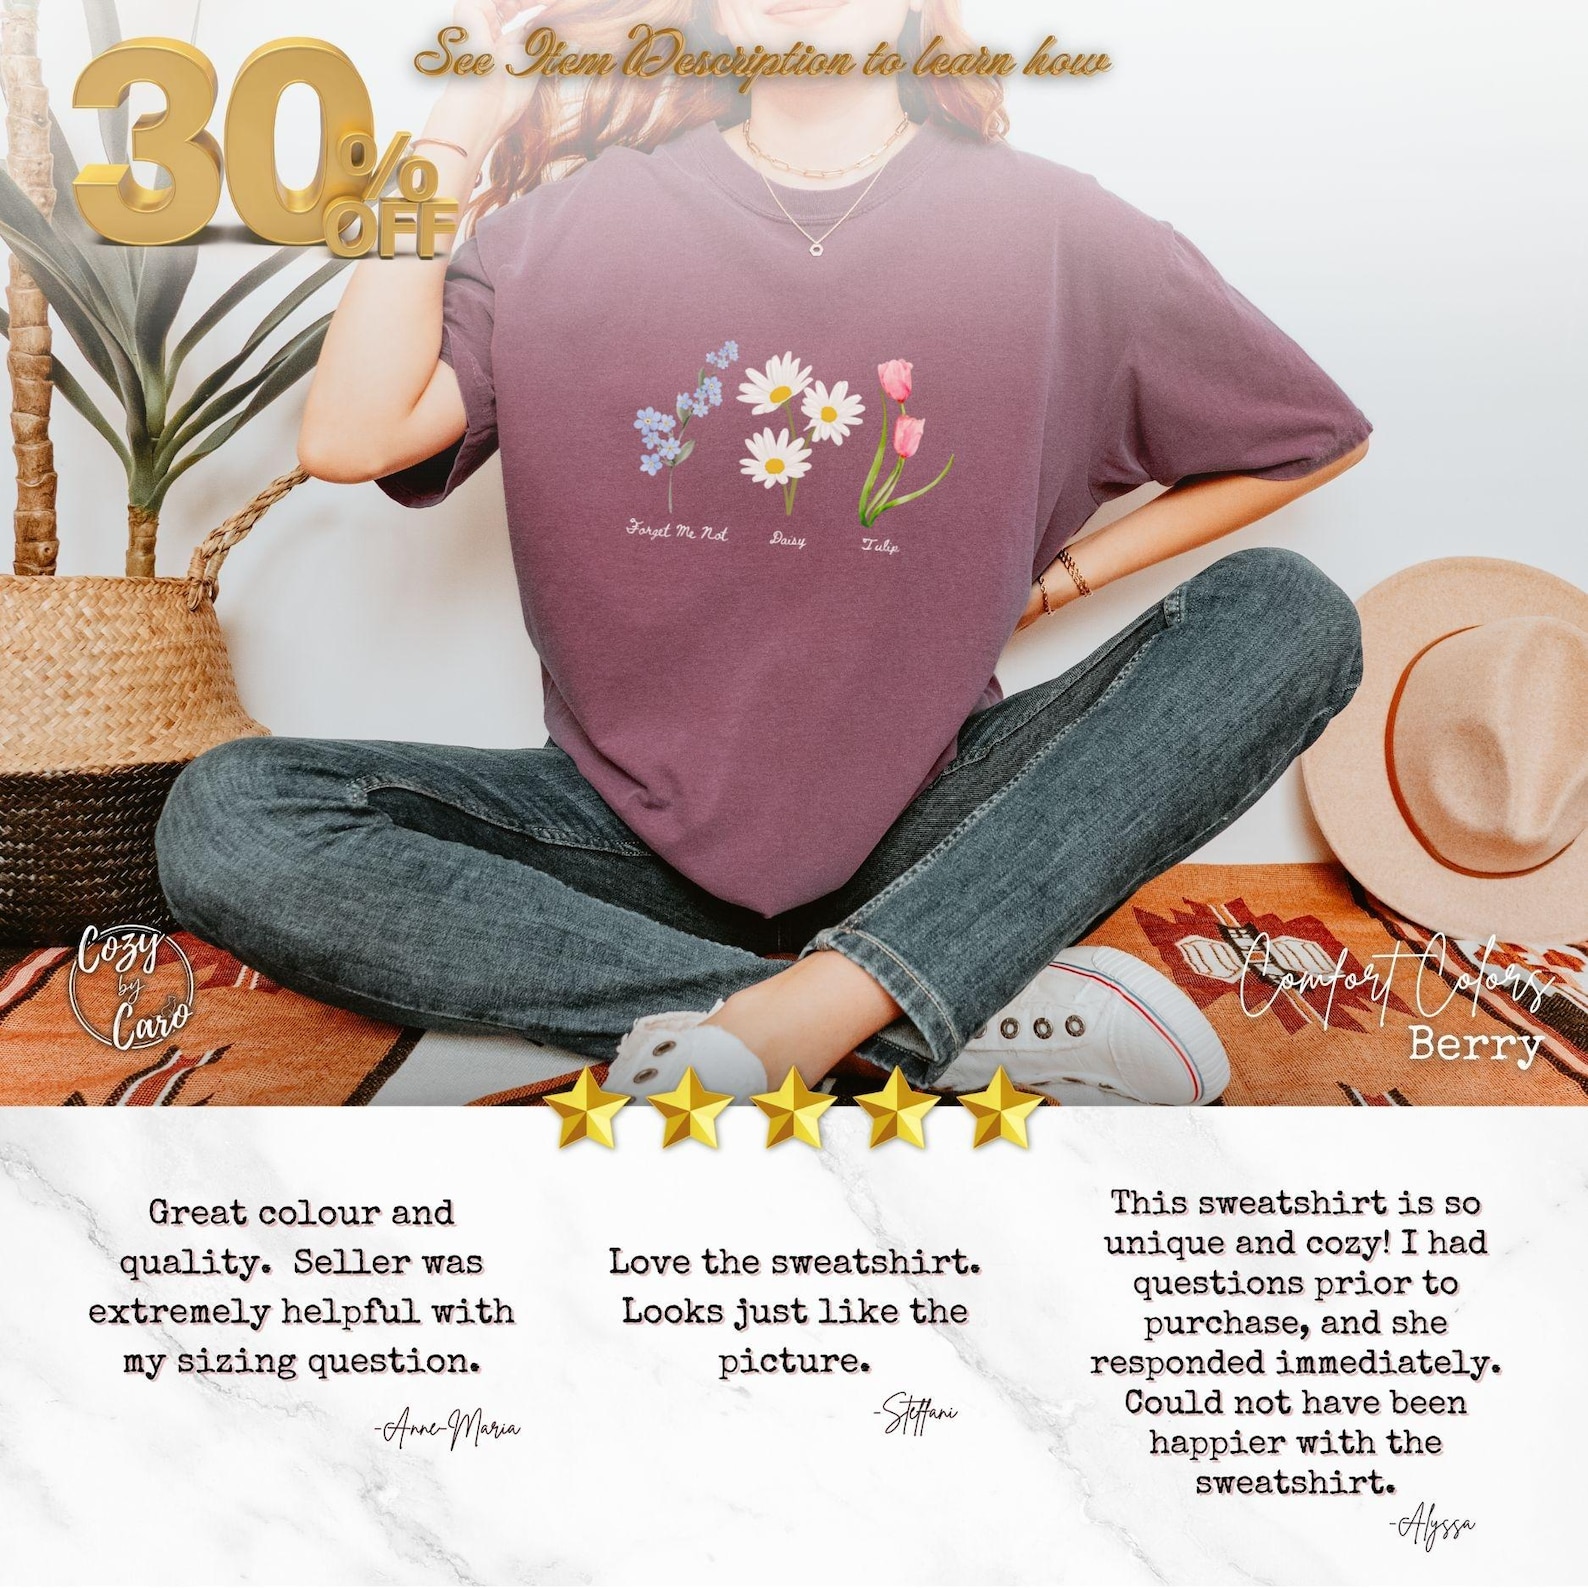 See Item Description to learn how
30%
OFF
Forget Me Not
Daisy
Tulip
Cozy
by
Caro
Comfort Colors
Berry
Great colour and
quality.  Seller was
extremely helpful with
my sizing question.
-Anne-Maria
Love the sweatshirt.
Looks just like the
picture.
-Steffani
This sweatshirt is so
unique and cozy! I had
questions prior to
purchase, and she
responded immediately.
Could not have been
happier with the
sweatshirt.
-Alyssa